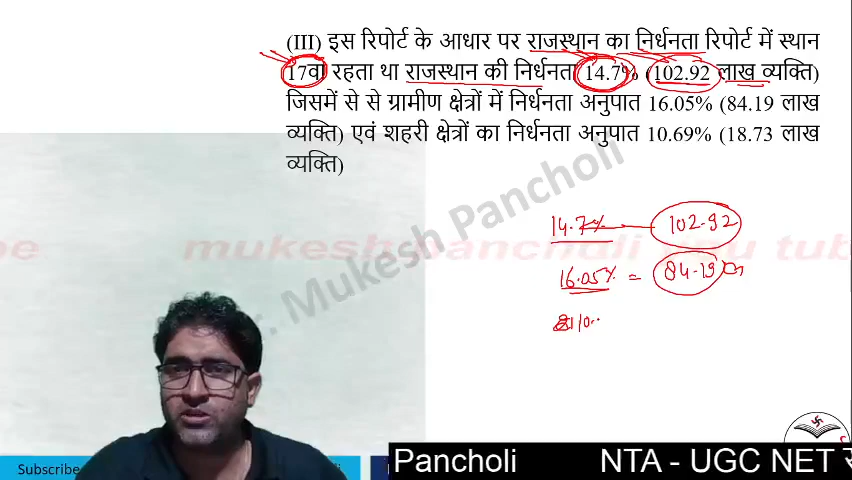 (III) इस रिपोर्ट के आधार पर राजस्थान का निर्धनता रिपोर्ट में स्थान
17वां रहता था राजस्थान की निर्धनता 14.7% (102.92 लाख व्यक्ति)
जिसमें से से ग्रामीण क्षेत्रों में निर्धनता अनुपात 16.05% (84.19 लाख
व्यक्ति) एवं शहरी क्षेत्रों का निर्धनता अनुपात 10.69% (18.73 लाख
व्यक्ति)
Mukesh Pancholi
14.7% 102.92
mukesh pancholi you tube
16.05% = 84.19
10..
Subscribe
Pancholi NTA - UGC NET